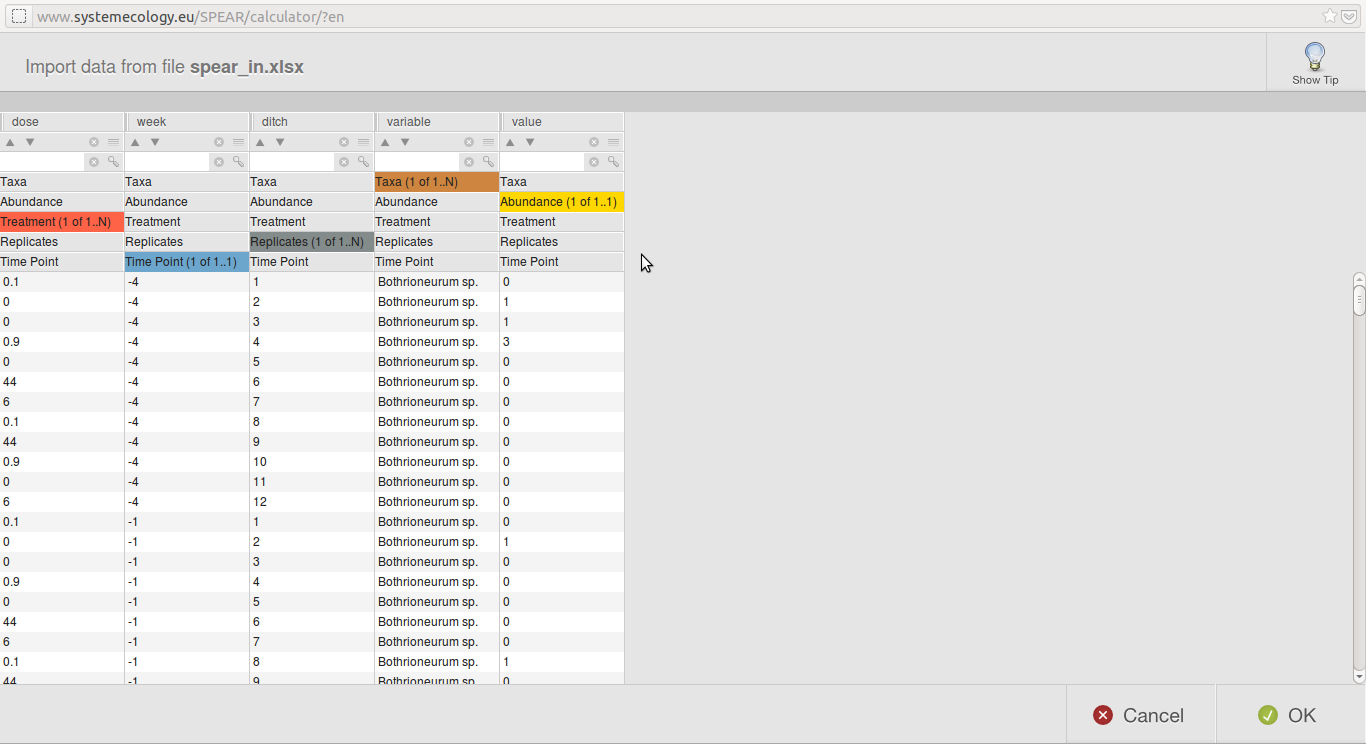 www.systemecology.eu/SPEAR/calculator/?en
Import data from file spear_in.xlsx
Show Tip
dose week ditch variable value
Taxa Taxa Taxa Taxa (1 of 1..N) Taxa
Abundance Abundance Abundance Abundance Abundance (1 of 1..1)
Treatment (1 of 1..N) Treatment Treatment Treatment Treatment
Replicates Replicates Replicates (1 of 1..N) Replicates Replicates
Time Point Time Point (1 of 1..1) Time Point Time Point Time Point
0.1 -4 1 Bothrioneurum sp. 0
0 -4 2 Bothrioneurum sp. 1
0 -4 3 Bothrioneurum sp. 1
0.9 -4 4 Bothrioneurum sp. 3
0 -4 5 Bothrioneurum sp. 0
44 -4 6 Bothrioneurum sp. 0
6 -4 7 Bothrioneurum sp. 0
0.1 -4 8 Bothrioneurum sp. 0
44 -4 9 Bothrioneurum sp. 0
0.9 -4 10 Bothrioneurum sp. 0
0 -4 11 Bothrioneurum sp. 0
6 -4 12 Bothrioneurum sp. 0
0.1 -1 1 Bothrioneurum sp. 0
0 -1 2 Bothrioneurum sp. 1
0 -1 3 Bothrioneurum sp. 0
0.9 -1 4 Bothrioneurum sp. 0
0 -1 5 Bothrioneurum sp. 0
44 -1 6 Bothrioneurum sp. 0
6 -1 7 Bothrioneurum sp. 0
0.1 -1 8 Bothrioneurum sp. 1
44 -1 9 Bothrioneurum sp. 0
Cancel OK